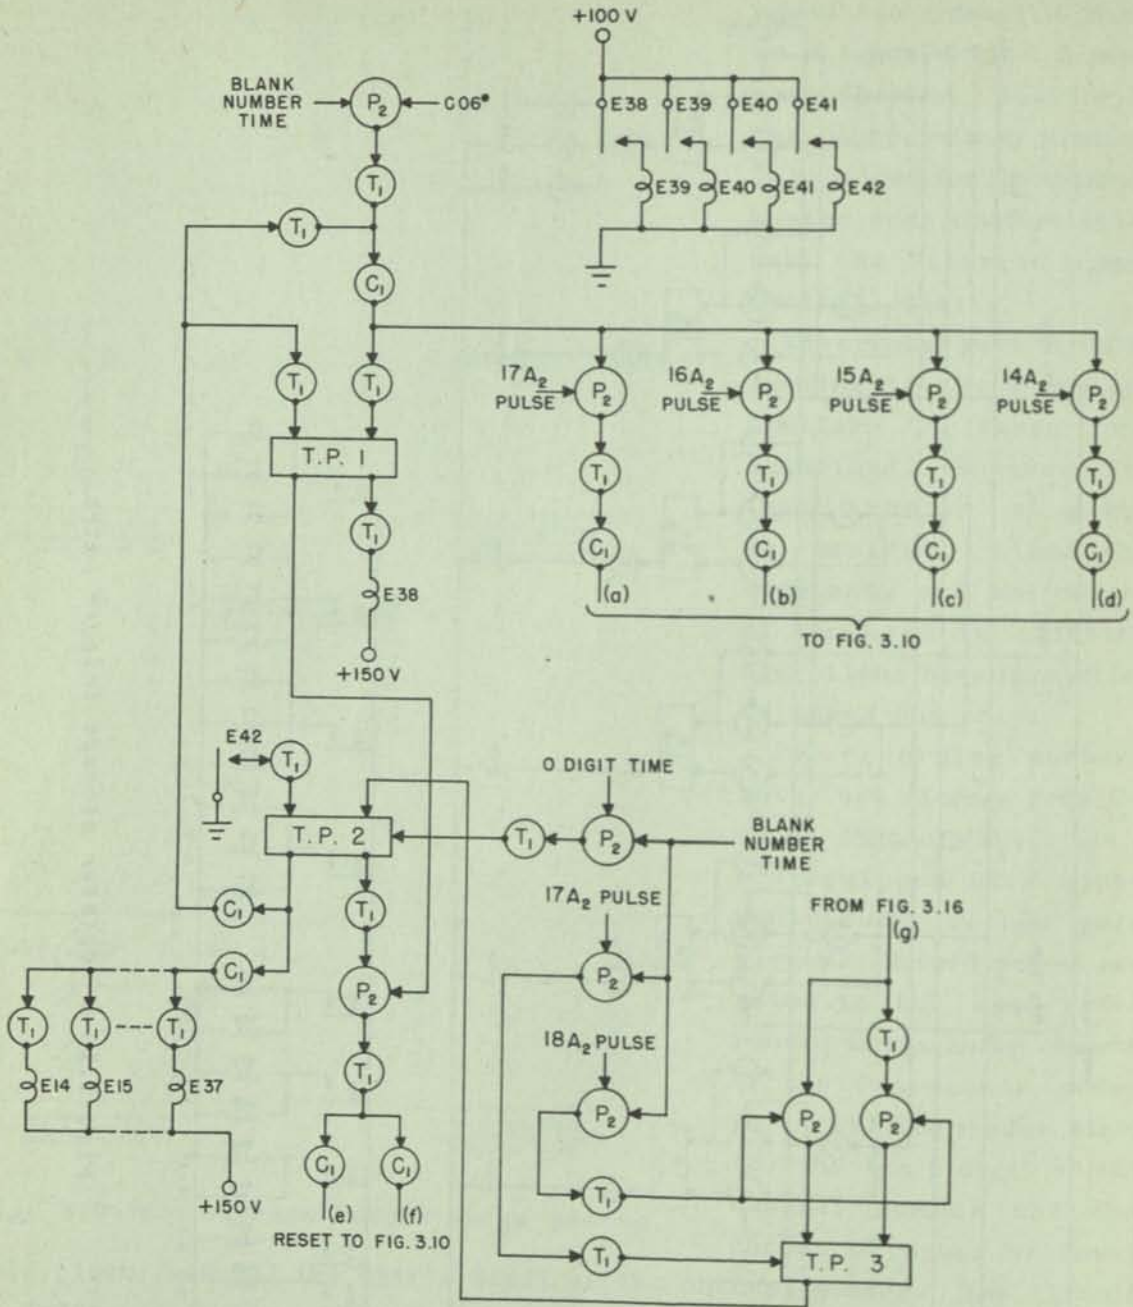 +100 V
BLANK
NUMBER
TIME
P2
C06*
E38
E39
E40
E41
T1
E39
E40
E41
E42
T1
C1
T1
T1
17A2
PULSE
P2
16A2
PULSE
P2
15A2
PULSE
P2
14A2
PULSE
P2
T.P. 1
T1
T1
T1
T1
T1
C1
C1
C1
C1
E38
(a)
(b)
(c)
(d)
TO FIG. 3.10
+150 V
E42
T1
0 DIGIT TIME
T.P. 2
T1
P2
BLANK
NUMBER
TIME
17A2 PULSE
FROM FIG. 3.16
(g)
C1
T1
C1
P2
P2
T1
T1
T1
T1
18A2 PULSE
E14
E15
E37
T1
P2
P2
P2
C1
C1
T1
+150 V
(e)
(f)
RESET TO FIG. 3.10
T1
T.P. 3